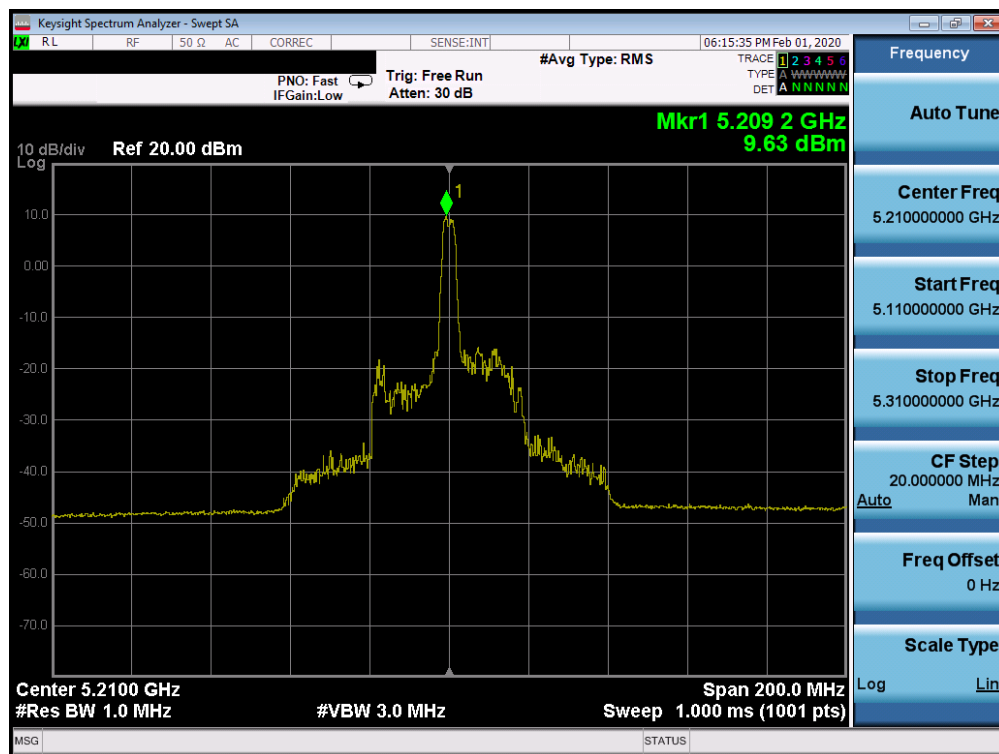 Keysight Spectrum Analyzer - Swept SA
LXI RL RF 50 Ω AC CORREC SENSE:INT 06:15:35 PM Feb 01, 2020
#Avg Type: RMS
TRACE 1 2 3 4 5 6
TYPE A WWWWW
DET A N N N N N
PNO: Fast
IFGain:Low
Trig: Free Run
Atten: 30 dB
Mkr1 5.209 2 GHz
9.63 dBm
10 dB/div Ref 20.00 dBm
Log
1
10.0
0.00
-10.0
-20.0
-30.0
-40.0
-50.0
-60.0
-70.0
Center 5.2100 GHz Span 200.0 MHz
#Res BW 1.0 MHz #VBW 3.0 MHz Sweep 1.000 ms (1001 pts)
MSG STATUS
Frequency
Auto Tune
Center Freq
5.210000000 GHz
Start Freq
5.110000000 GHz
Stop Freq
5.310000000 GHz
CF Step
20.000000 MHz
Auto Man
Freq Offset
0 Hz
Scale Type
Log Lin